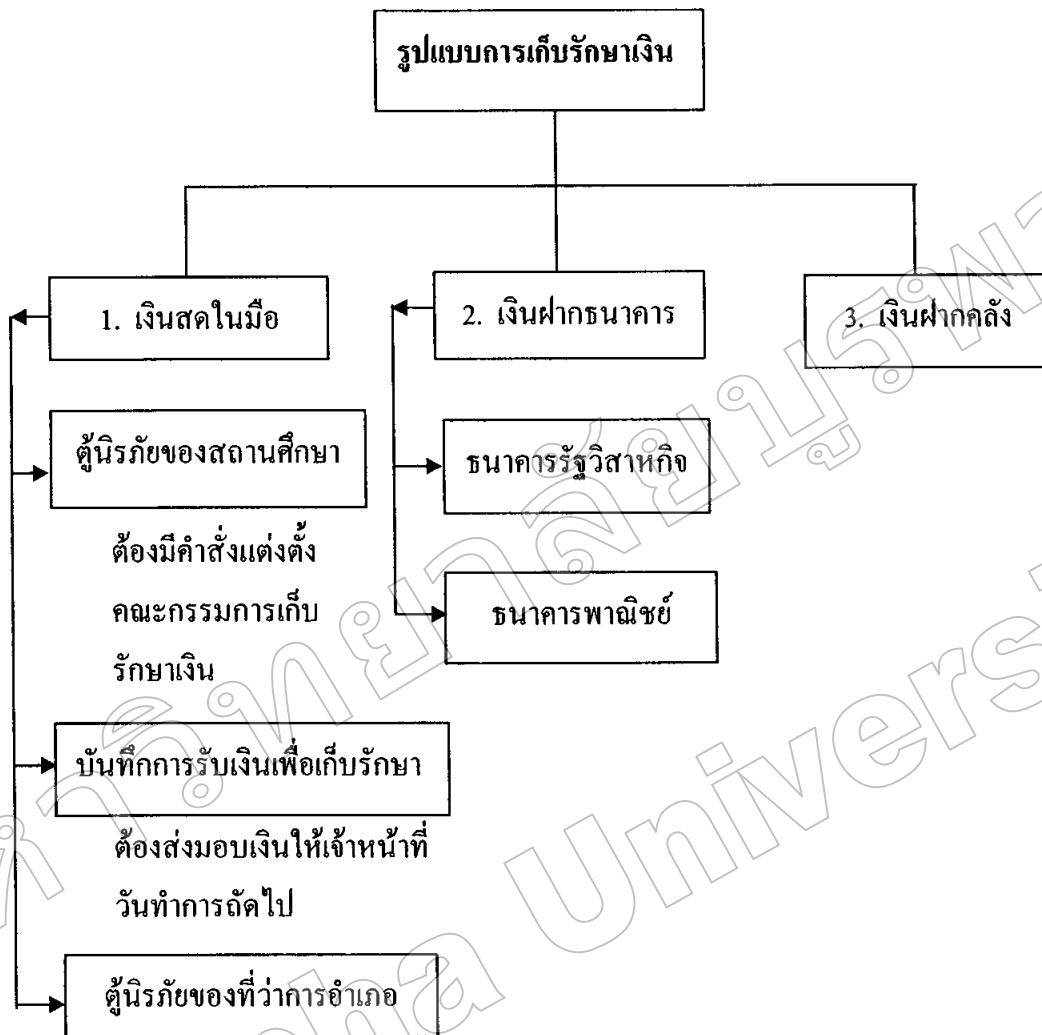 รูปแบบการเก็บรักษาเงิน
1. เงินสดในมือ
2. เงินฝากธนาคาร
3. เงินฝากคลัง
ตู้นิรภัยของสถานศึกษา
ต้องมีคำสั่งแต่งตั้ง
คณะกรรมการเก็บ
รักษาเงิน
บันทึกการรับเงินเพื่อเก็บรักษา
ต้องส่งมอบเงินให้เจ้าหน้าที่
วันทำการถัดไป
ตู้นิรภัยของที่ว่าการอำเภอ
ธนาคารรัฐวิสาหกิจ
ธนาคารพาณิชย์